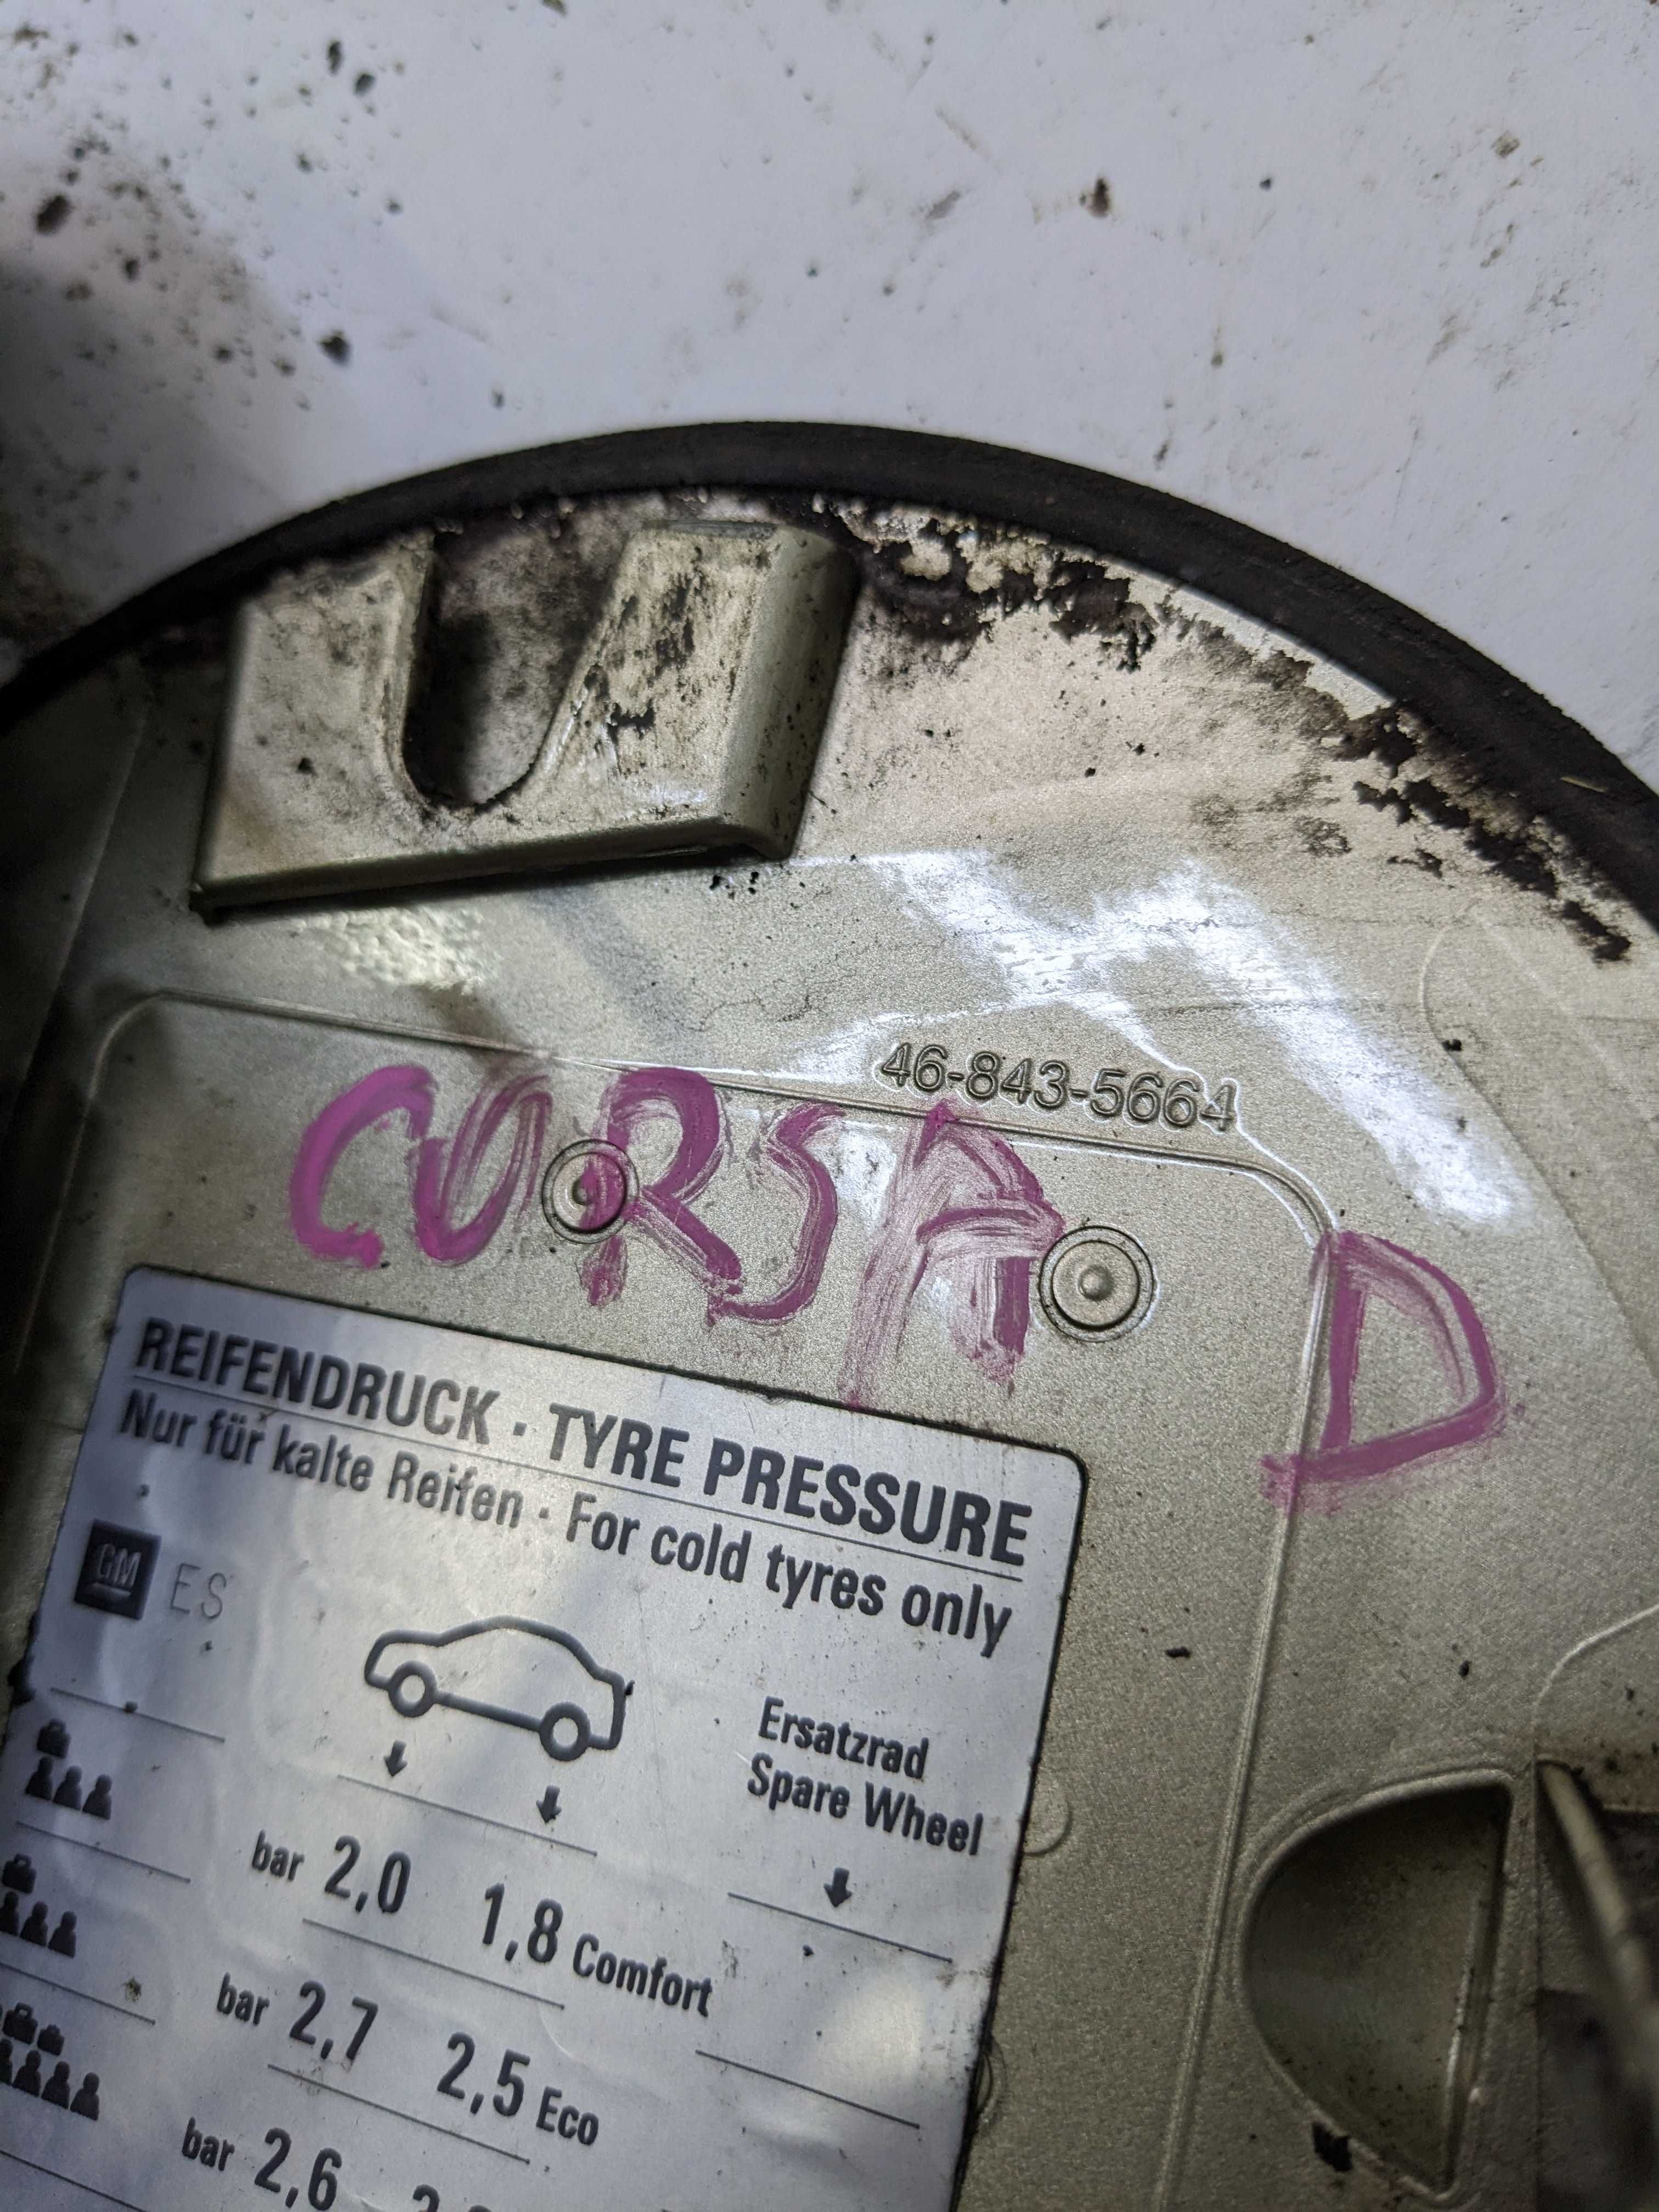 46-843-5664
CORSA D
REIFENDRUCK · TYRE PRESSURE
Nur für kalte Reifen · For cold tyres only
GM ES
Ersatzrad
Spare Wheel
bar 2,0 1,8 Comfort
bar 2,7 2,5 Eco
bar 2,6